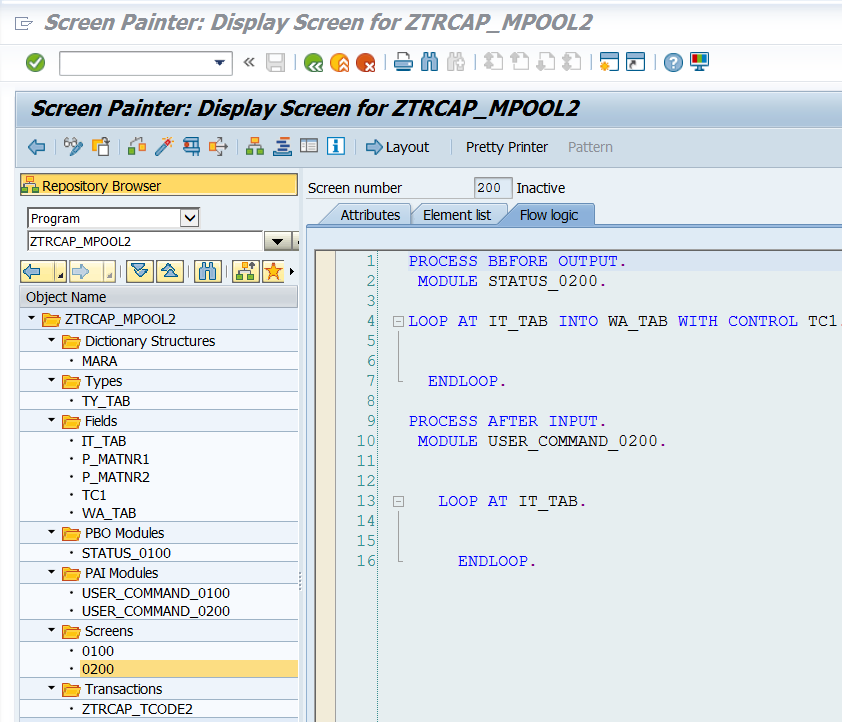 Screen Painter: Display Screen for ZTRCAP_MPOOL2
Screen Painter: Display Screen for ZTRCAP_MPOOL2
Layout Pretty Printer Pattern
Repository Browser
Program
ZTRCAP_MPOOL2
Object Name
ZTRCAP_MPOOL2
Dictionary Structures
MARA
Types
TY_TAB
Fields
IT_TAB
P_MATNR1
P_MATNR2
TC1
WA_TAB
PBO Modules
STATUS_0100
PAI Modules
USER_COMMAND_0100
USER_COMMAND_0200
Screens
0100
0200
Transactions
ZTRCAP_TCODE2
Screen number 200 Inactive
Attributes Element list Flow logic
1 PROCESS BEFORE OUTPUT.
2 MODULE STATUS_0200.
3
4 LOOP AT IT_TAB INTO WA_TAB WITH CONTROL TC1.
5
6
7 ENDLOOP.
8
9 PROCESS AFTER INPUT.
10 MODULE USER_COMMAND_0200.
11
12
13 LOOP AT IT_TAB.
14
15
16 ENDLOOP.